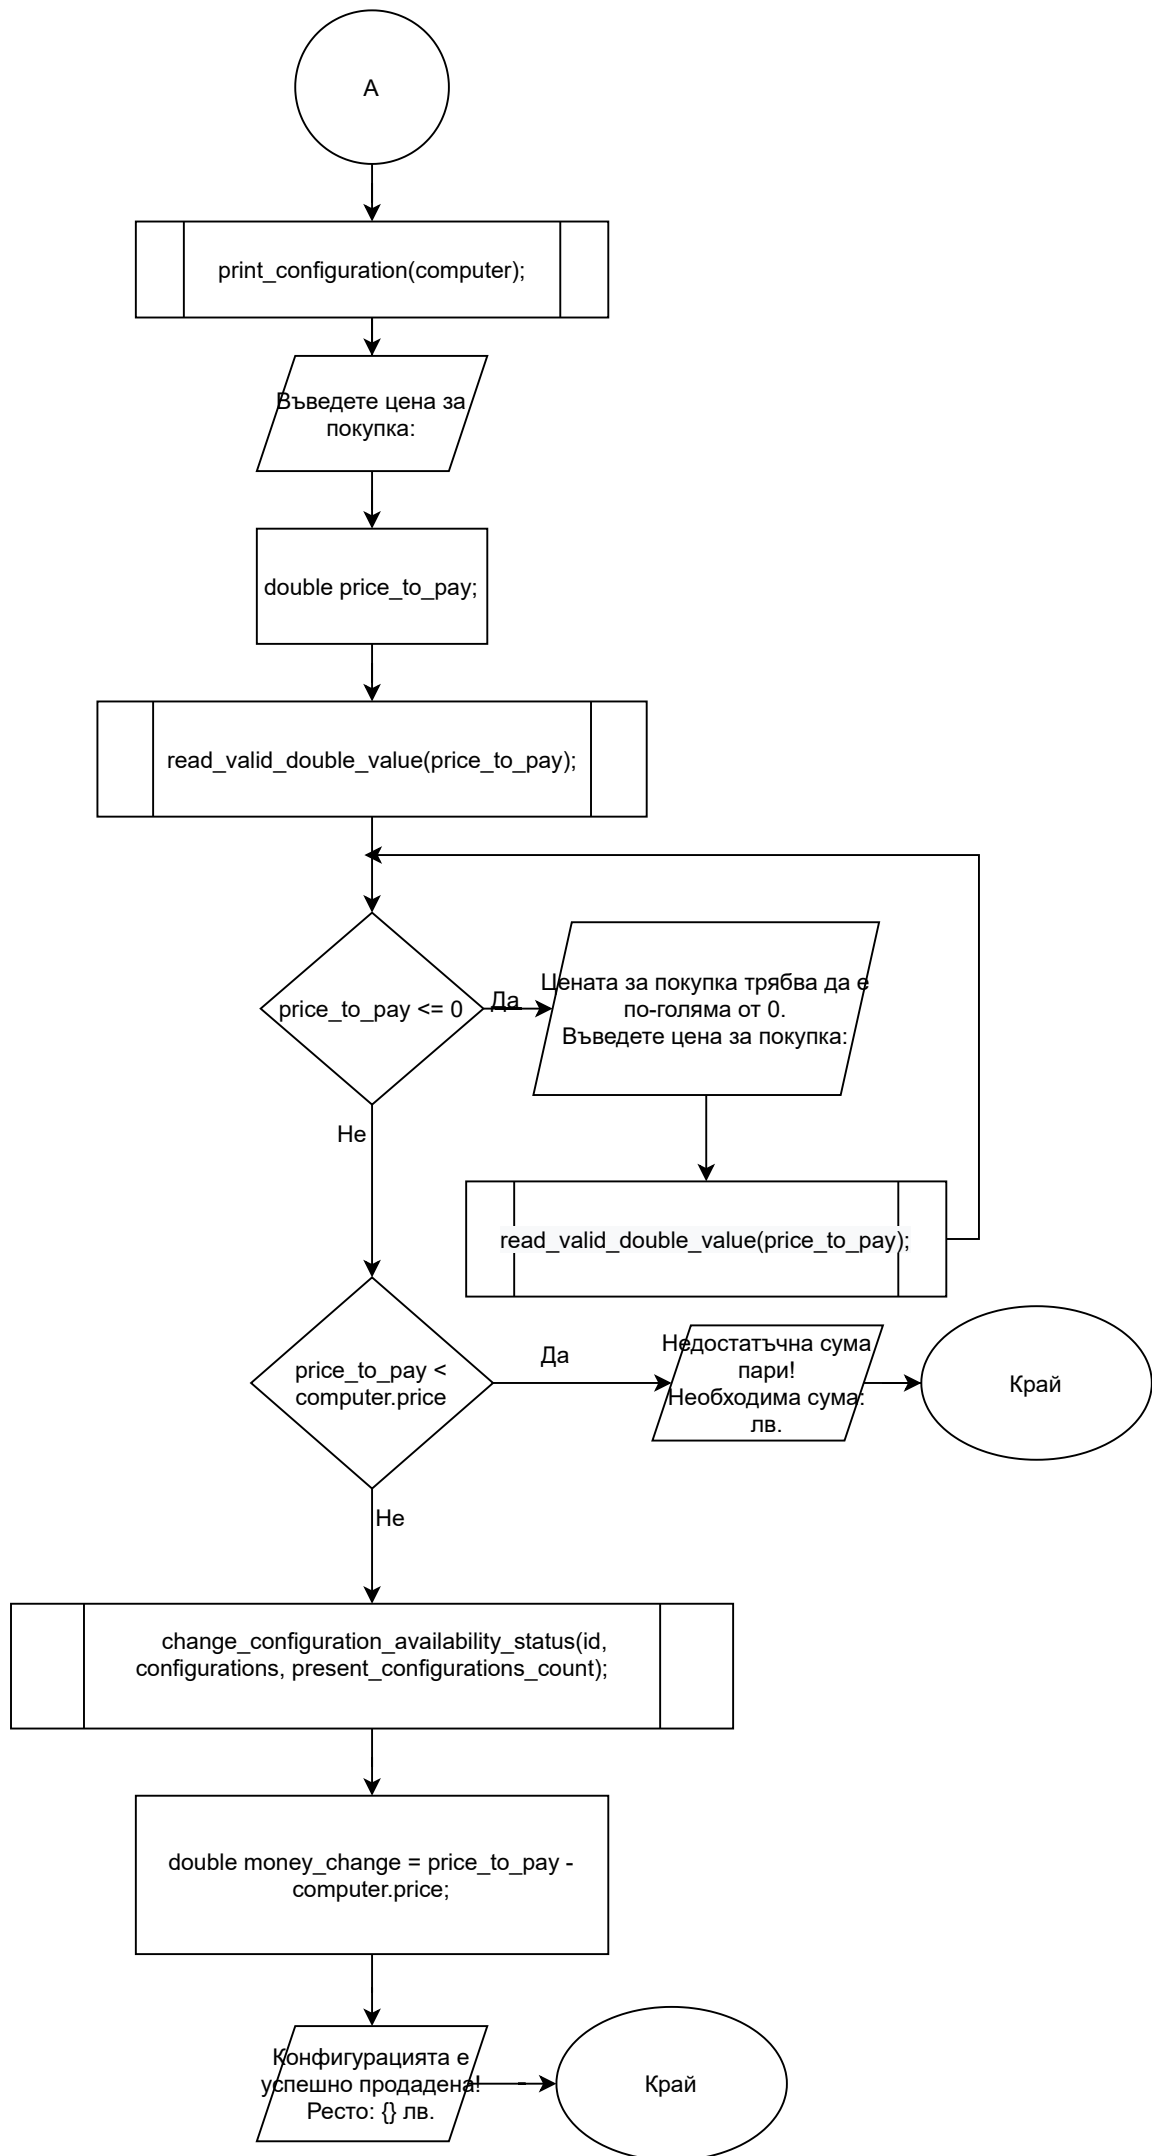 A
print_configuration(computer);
Въведете цена за
покупка:
double price_to_pay;
read_valid_double_value(price_to_pay);
price_to_pay <= 0
Да
Цената за покупка трябва да е
по-голяма от 0.
Въведете цена за покупка:
Не
read_valid_double_value(price_to_pay);
price_to_pay <
computer.price
Да
Недостатъчна сума
пари!
Необходима сума:
лв.
Край
Не
change_configuration_availability_status(id,
configurations, present_configurations_count);
double money_change = price_to_pay -
computer.price;
Конфигурацията е
успешно продадена!
Ресто: {} лв.
Край